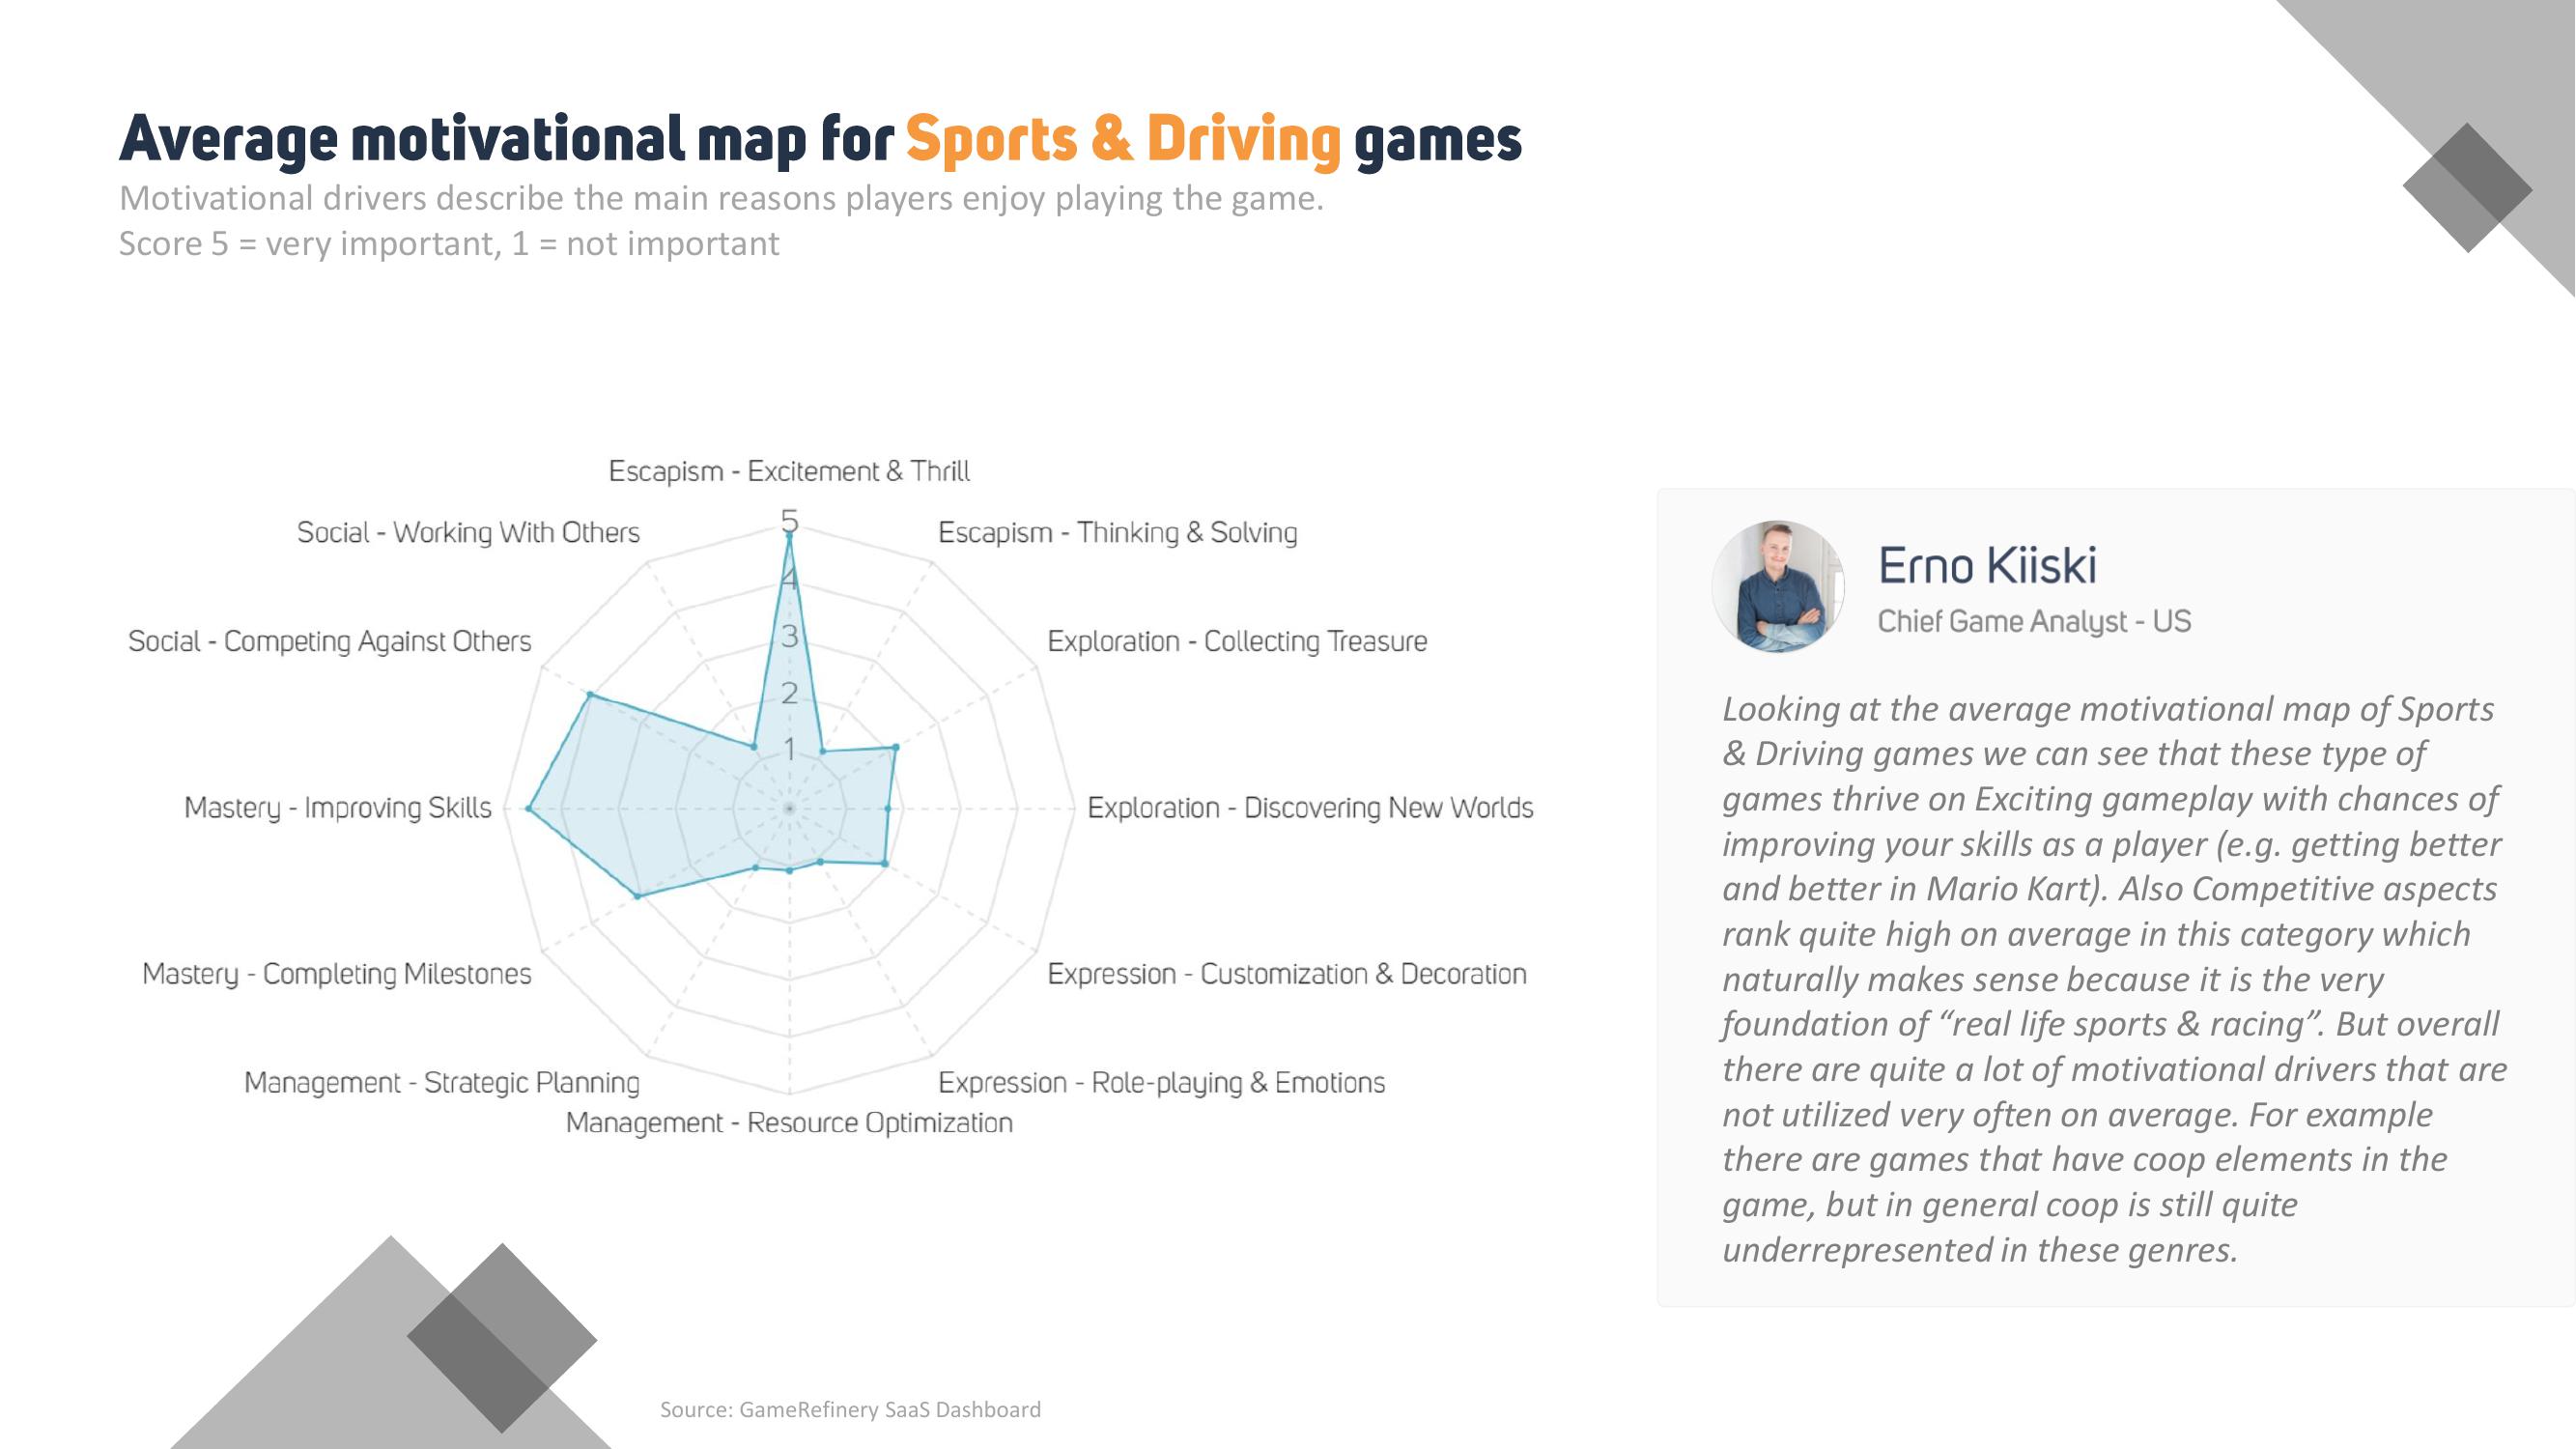 Average motivational map for Sports & Driving games
Motivational drivers describe the main reasons players enjoy playing the game.
Score 5 = very important, 1 = not important
Escapism - Excitement & Thrill
Social - Working With Others
Escapism - Thinking & Solving
Social - Competing Against Others
Exploration - Collecting Treasure
Mastery - Improving Skills
Exploration - Discovering New Worlds
Mastery - Completing Milestones
Expression - Customization & Decoration
Management - Strategic Planning
Expression - Role-playing & Emotions
Management - Resource Optimization
5
4
3
2
1
Erno Kiiski
Chief Game Analyst - US
Looking at the average motivational map of Sports
& Driving games we can see that these type of
games thrive on Exciting gameplay with chances of
improving your skills as a player (e.g. getting better
and better in Mario Kart). Also Competitive aspects
rank quite high on average in this category which
naturally makes sense because it is the very
foundation of “real life sports & racing”. But overall
there are quite a lot of motivational drivers that are
not utilized very often on average. For example
there are games that have coop elements in the
game, but in general coop is still quite
underrepresented in these genres.
Source: GameRefinery SaaS Dashboard